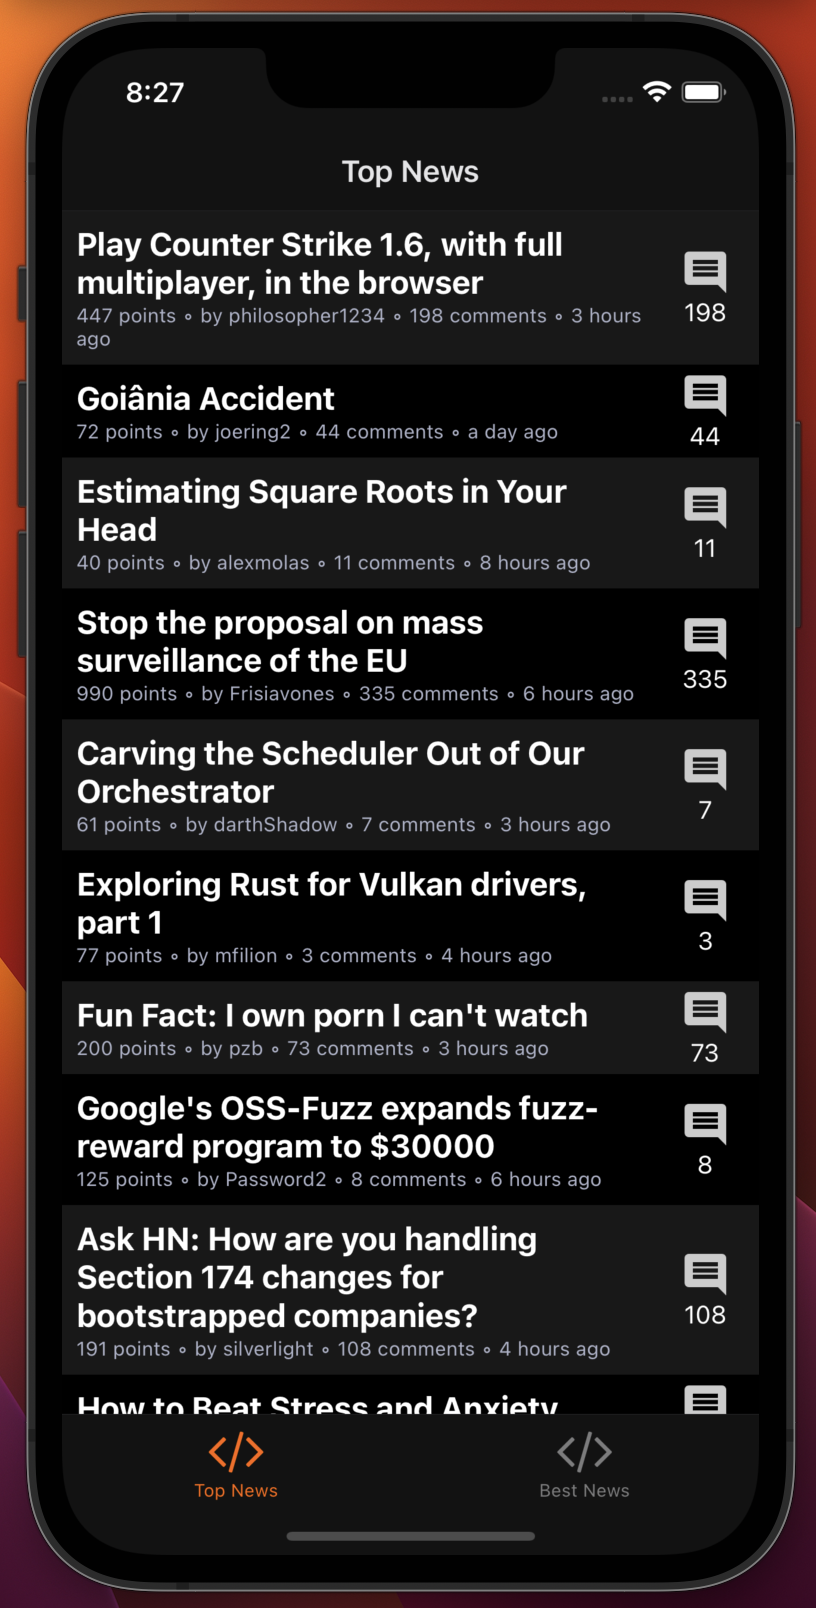 8:27
Top News
Play Counter Strike 1.6, with full
multiplayer, in the browser
447 points ∘ by philosopher1234 ∘ 198 comments ∘ 3 hours
ago
198
Goiânia Accident
72 points ∘ by joering2 ∘ 44 comments ∘ a day ago
44
Estimating Square Roots in Your
Head
40 points ∘ by alexmolas ∘ 11 comments ∘ 8 hours ago
11
Stop the proposal on mass
surveillance of the EU
990 points ∘ by Frisiavones ∘ 335 comments ∘ 6 hours ago
335
Carving the Scheduler Out of Our
Orchestrator
61 points ∘ by darthShadow ∘ 7 comments ∘ 3 hours ago
7
Exploring Rust for Vulkan drivers,
part 1
77 points ∘ by mfilion ∘ 3 comments ∘ 4 hours ago
3
Fun Fact: I own porn I can't watch
200 points ∘ by pzb ∘ 73 comments ∘ 3 hours ago
73
Google's OSS-Fuzz expands fuzz-
reward program to $30000
125 points ∘ by Password2 ∘ 8 comments ∘ 6 hours ago
8
Ask HN: How are you handling
Section 174 changes for
bootstrapped companies?
191 points ∘ by silverlight ∘ 108 comments ∘ 4 hours ago
108
How to Beat Stress and Anxiety
Top News
Best News